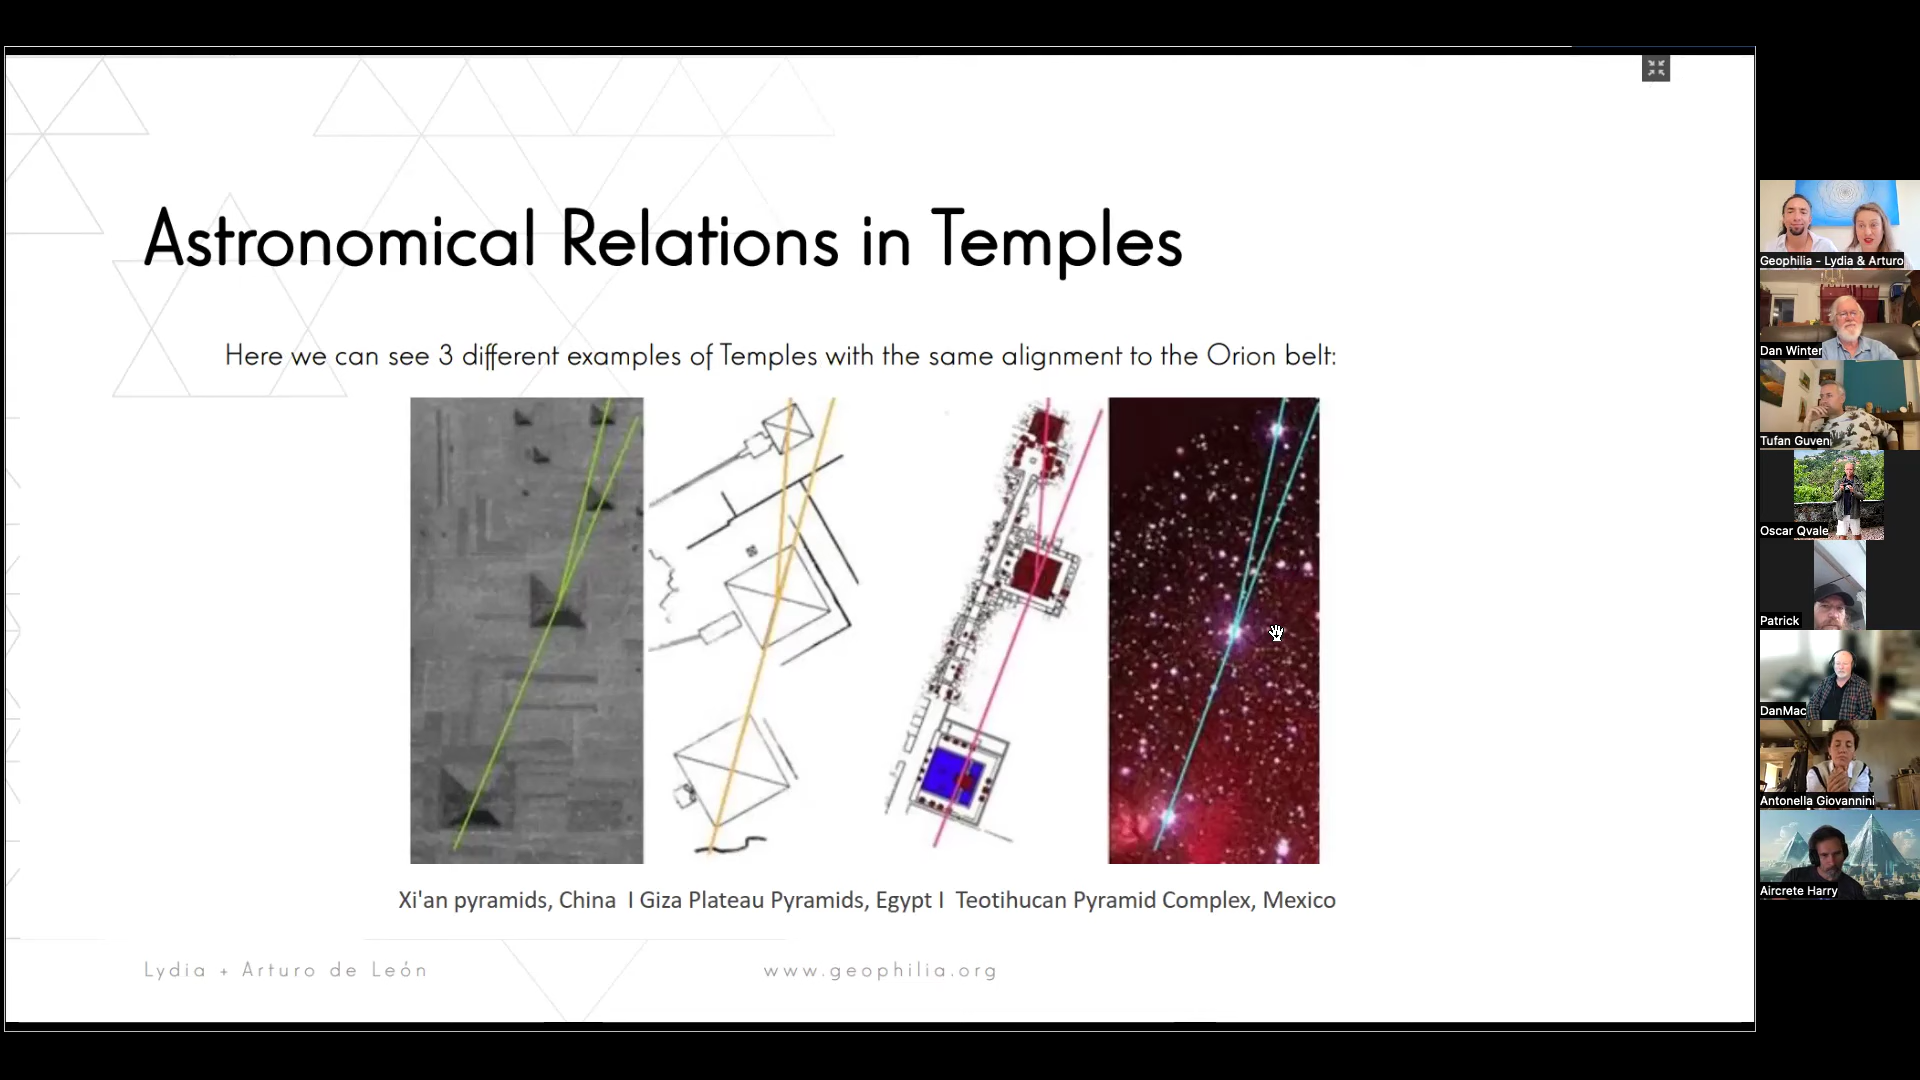 Astronomical Relations in Temples
Here we can see 3 different examples of Temples with the same alignment to the Orion belt:
Xi'an pyramids, China I Giza Plateau Pyramids, Egypt I Teotihucan Pyramid Complex, Mexico
Lydia + Arturo de León
www.geophilia.org
Geophilia - Lydia & Arturo
Dan Winter
Tufan Guven
Oscar Qvale
Patrick
DanMac
Antonella Giovannini
Aircrete Harry